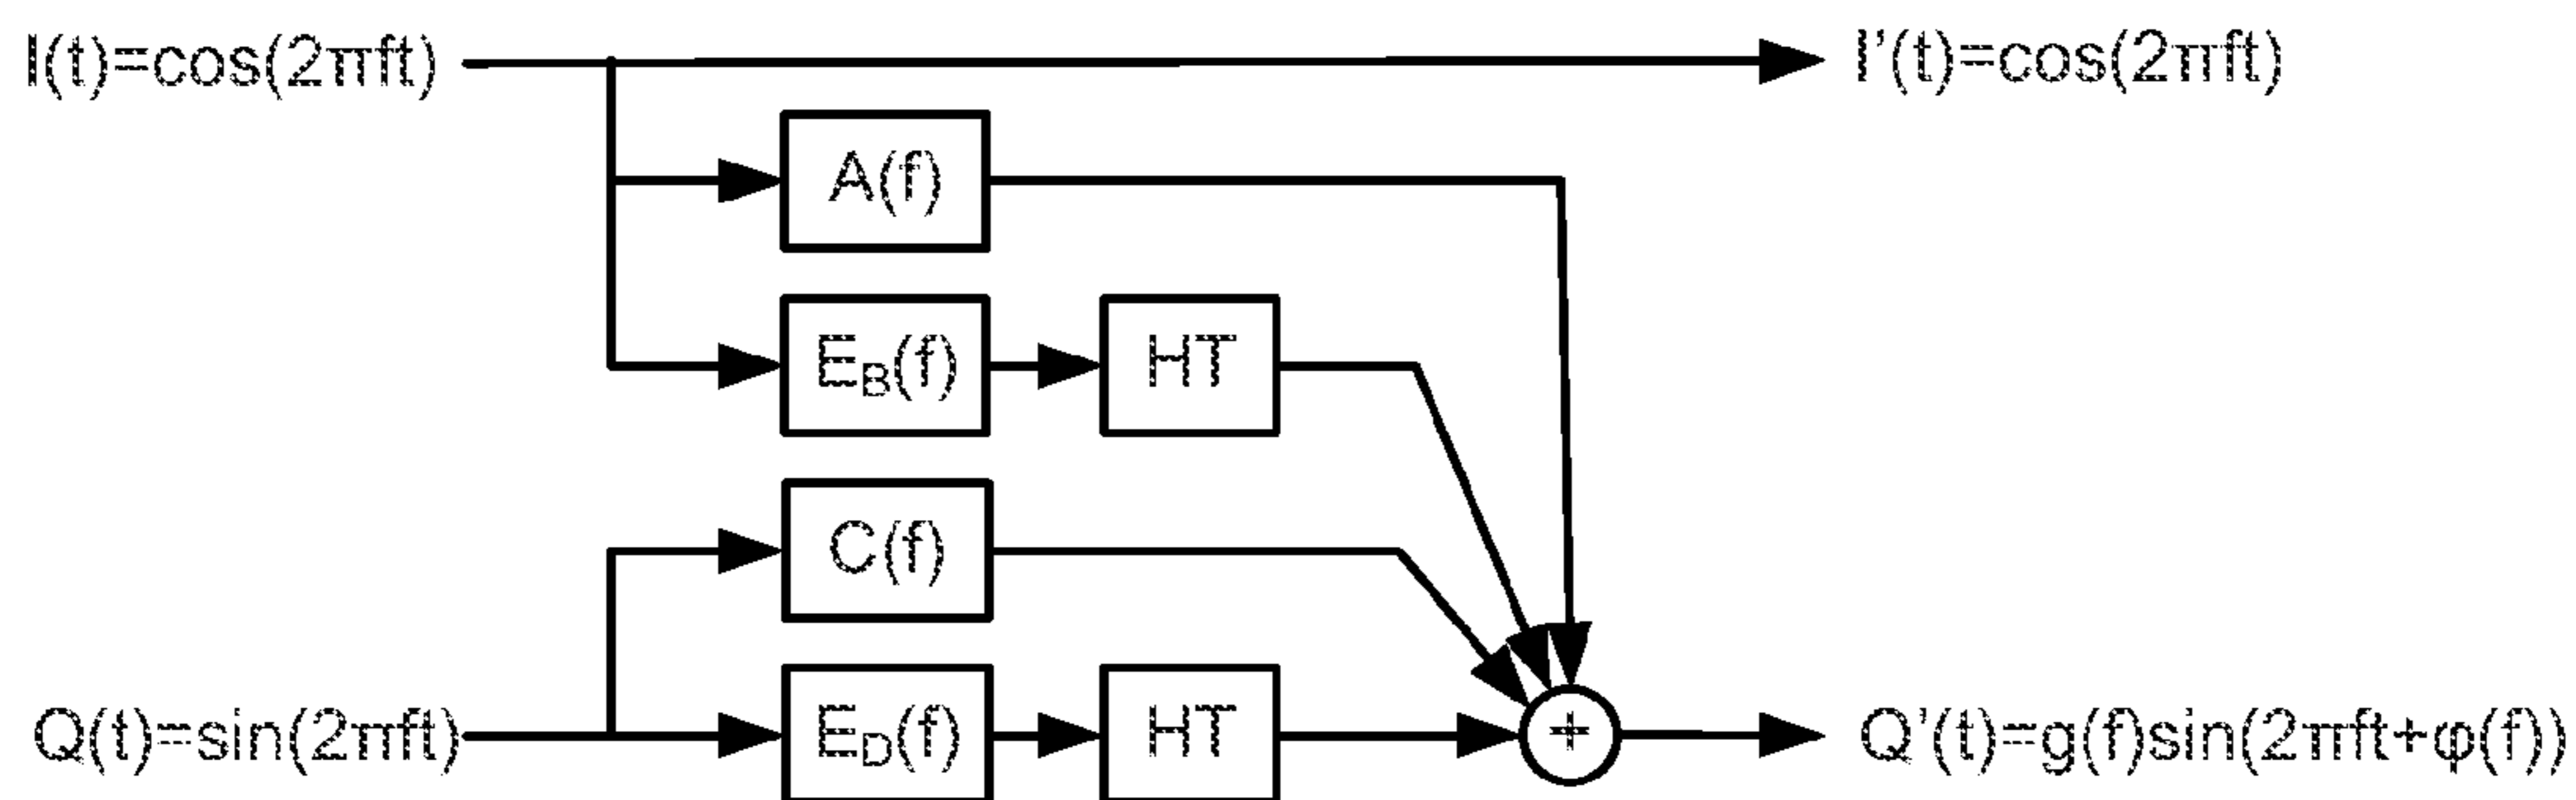 I(t)=cos(2πft)
I’(t)=cos(2πft)
A(f)
E_B(f)
HT
C(f)
Q(t)=sin(2πft)
E_D(f)
HT
+
Q’(t)=g(f)sin(2πft+φ(f))